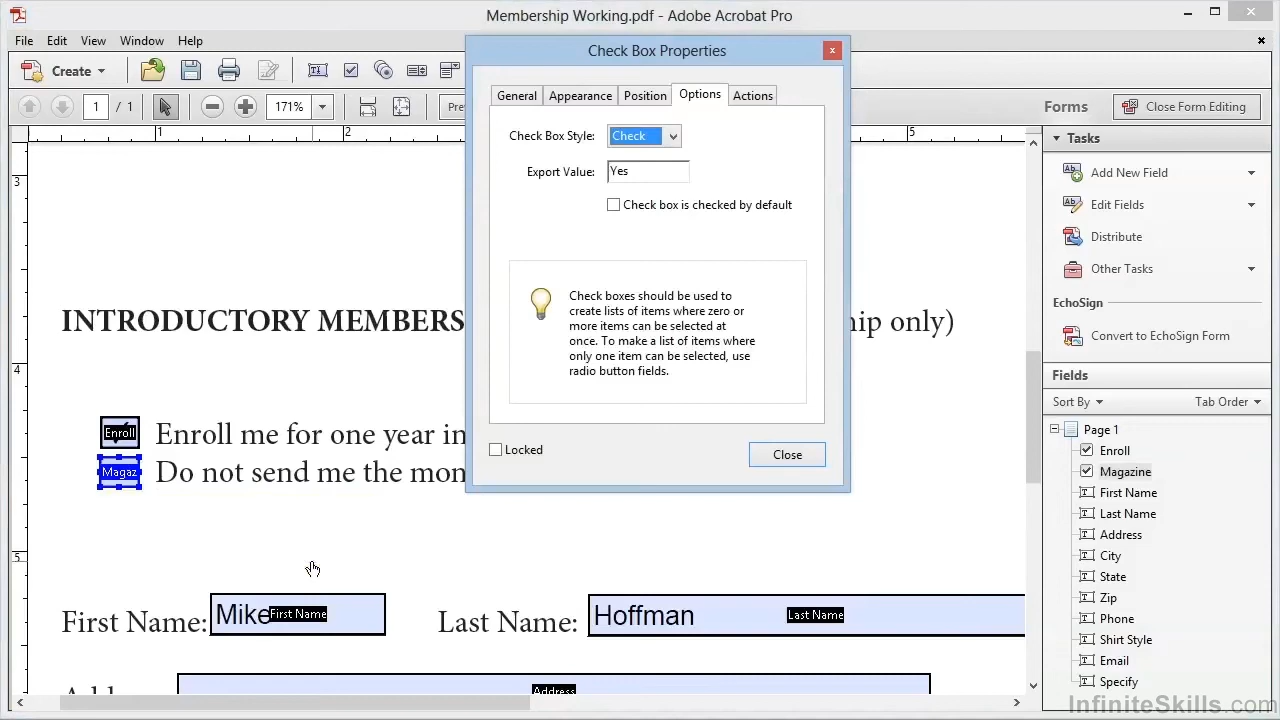 Membership Working.pdf - Adobe Acrobat Pro
File Edit View Window Help
Create
1 / 1
171%
Forms
Close Form Editing
Check Box Properties
General Appearance Position Options Actions
Check Box Style: Check
Export Value: Yes
Check box is checked by default
Check boxes should be used to
create lists of items where zero or
more items can be selected at
once. To make a list of items where
only one item can be selected, use
radio button fields.
Locked
Close
1 2 5
3
4
5
INTRODUCTORY MEMBERS
ip only)
Enroll
Enroll me for one year in
Magaz
Do not send me the mon
First Name: Mike First Name
Last Name: Hoffman Last Name
Address
Tasks
Add New Field
Edit Fields
Distribute
Other Tasks
EchoSign
Convert to EchoSign Form
Fields
Sort By Tab Order
Page 1
Enroll
Magazine
First Name
Last Name
Address
City
State
Zip
Phone
Shirt Style
Email
Specify
InfiniteSkills.com